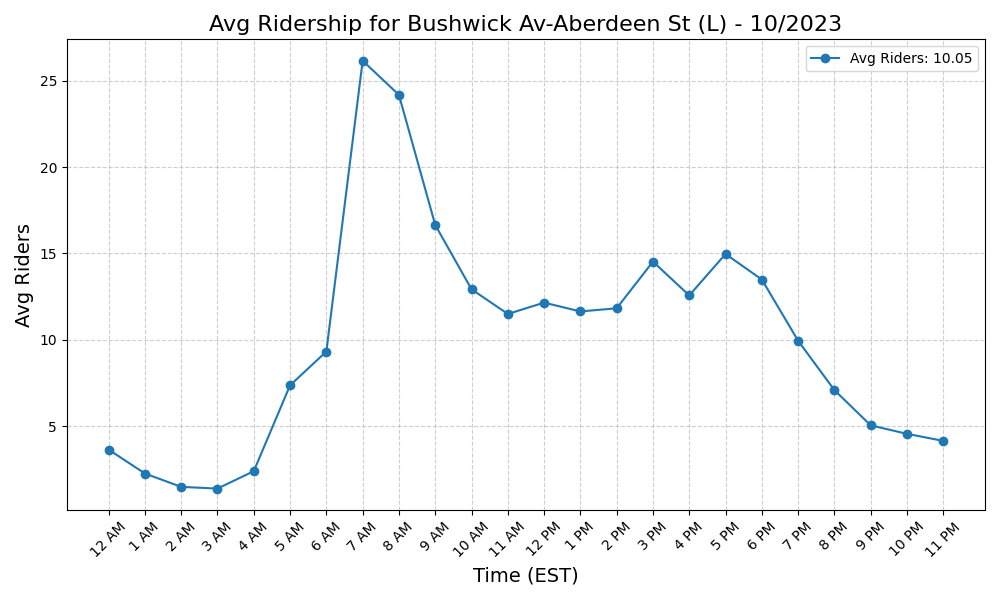 Avg Ridership for Bushwick Av-Aberdeen St (L) - 10/2023
Avg Riders: 10.05
Avg Riders
25
20
15
10
5
12 AM
1 AM
2 AM
3 AM
4 AM
5 AM
6 AM
7 AM
8 AM
9 AM
10 AM
11 AM
12 PM
1 PM
2 PM
3 PM
4 PM
5 PM
6 PM
7 PM
8 PM
9 PM
10 PM
11 PM
Time (EST)